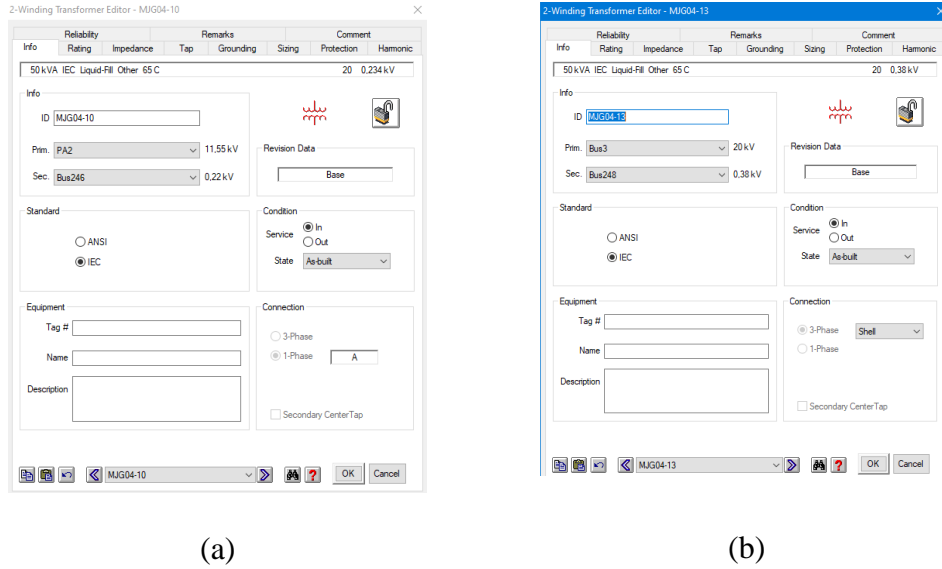 2-Winding Transformer Editor - MJG04-10
Reliability Remarks Comment
Info Rating Impedance Tap Grounding Sizing Protection Harmonic
50 kVA IEC Liquid-Fill Other 65 C 20 0,234 kV
Info
ID MJG04-10
Prim. PA2 11,55 kV
Sec. Bus246 0,22 kV
Revision Data
Base
Standard
ANSI
IEC
Condition
Service In
Out
State As-built
Equipment
Tag #
Name
Description
Connection
3-Phase
1-Phase A
Secondary CenterTap
MJG04-10 ? OK Cancel
(a)
2-Winding Transformer Editor - MJG04-13
Reliability Remarks Comment
Info Rating Impedance Tap Grounding Sizing Protection Harmonic
50 kVA IEC Liquid-Fill Other 65 C 20 0,38 kV
Info
ID MJG04-13
Prim. Bus3 20 kV
Sec. Bus248 0,38 kV
Revision Data
Base
Standard
ANSI
IEC
Condition
Service In
Out
State As-built
Equipment
Tag #
Name
Description
Connection
3-Phase Shell
1-Phase
Secondary CenterTap
MJG04-13 ? OK Cancel
(b)